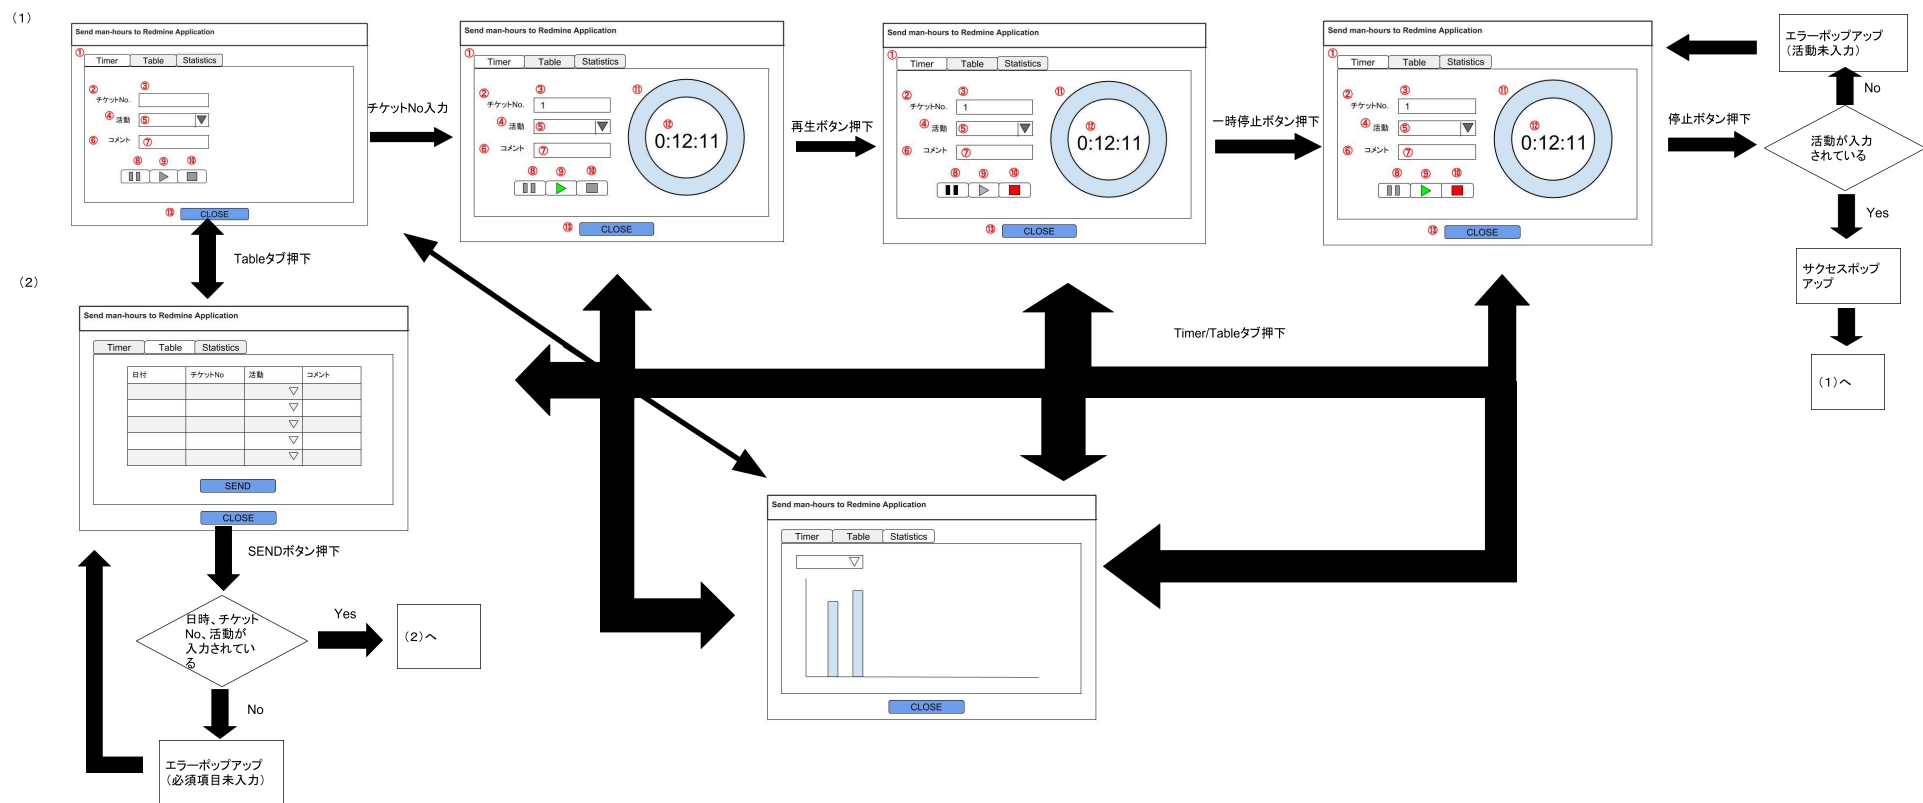 (1)
Send man-hours to Redmine Application
①
Timer
Table
Statistics
②
③
チケットNo.
④ 活動 ⑤
⑥ コメント ⑦
⑧ ⑨ ⑩
⑬ CLOSE
チケットNo入力
Send man-hours to Redmine Application
①
Timer
Table
Statistics
②
③
⑪
チケットNo. 1
④ 活動 ⑤
⑫
0:12:11
⑥ コメント ⑦
⑧ ⑨ ⑩
⑬ CLOSE
再生ボタン押下
Send man-hours to Redmine Application
①
Timer
Table
Statistics
②
③
⑪
チケットNo. 1
④ 活動 ⑤
⑫
0:12:11
⑥ コメント ⑦
⑧ ⑨ ⑩
⑬ CLOSE
一時停止ボタン押下
Send man-hours to Redmine Application
①
Timer
Table
Statistics
②
③
⑪
チケットNo. 1
④ 活動 ⑤
⑫
0:12:11
⑥ コメント ⑦
⑧ ⑨ ⑩
⑬ CLOSE
停止ボタン押下
エラーポップアップ
(活動未入力)
No
活動が入力
されている
Yes
サクセスポップ
アップ
(1)へ
Tableタブ押下
Timer/Tableタブ押下
(2)
Send man-hours to Redmine Application
Timer
Table
Statistics
日付
チケットNo
活動
コメント
SEND
CLOSE
SENDボタン押下
日時、チケット
No、活動が
入力されてい
る
Yes
(2)へ
No
エラーポップアップ
(必須項目未入力)
Send man-hours to Redmine Application
Timer
Table
Statistics
CLOSE